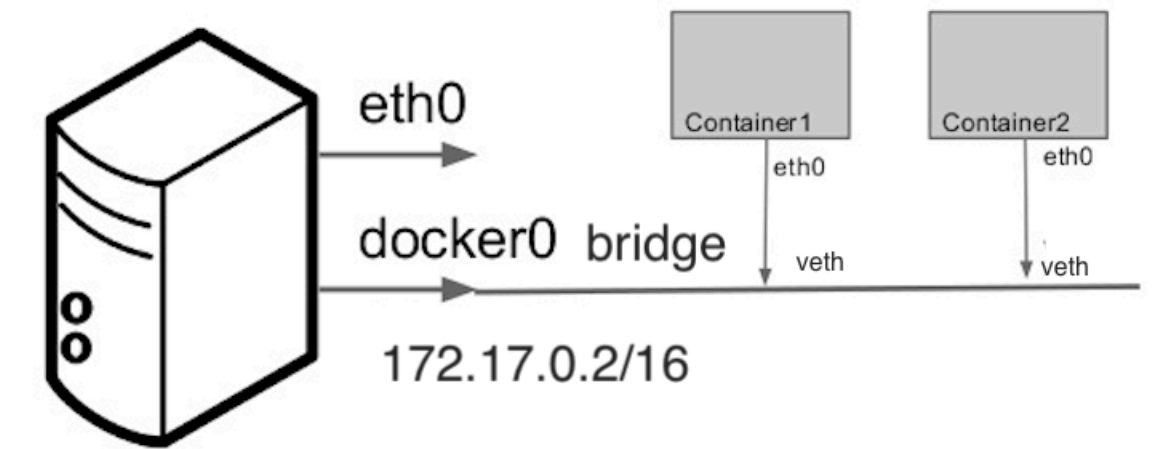 eth0
docker0 bridge
172.17.0.2/16
Container1
eth0
veth
Container2
eth0
veth